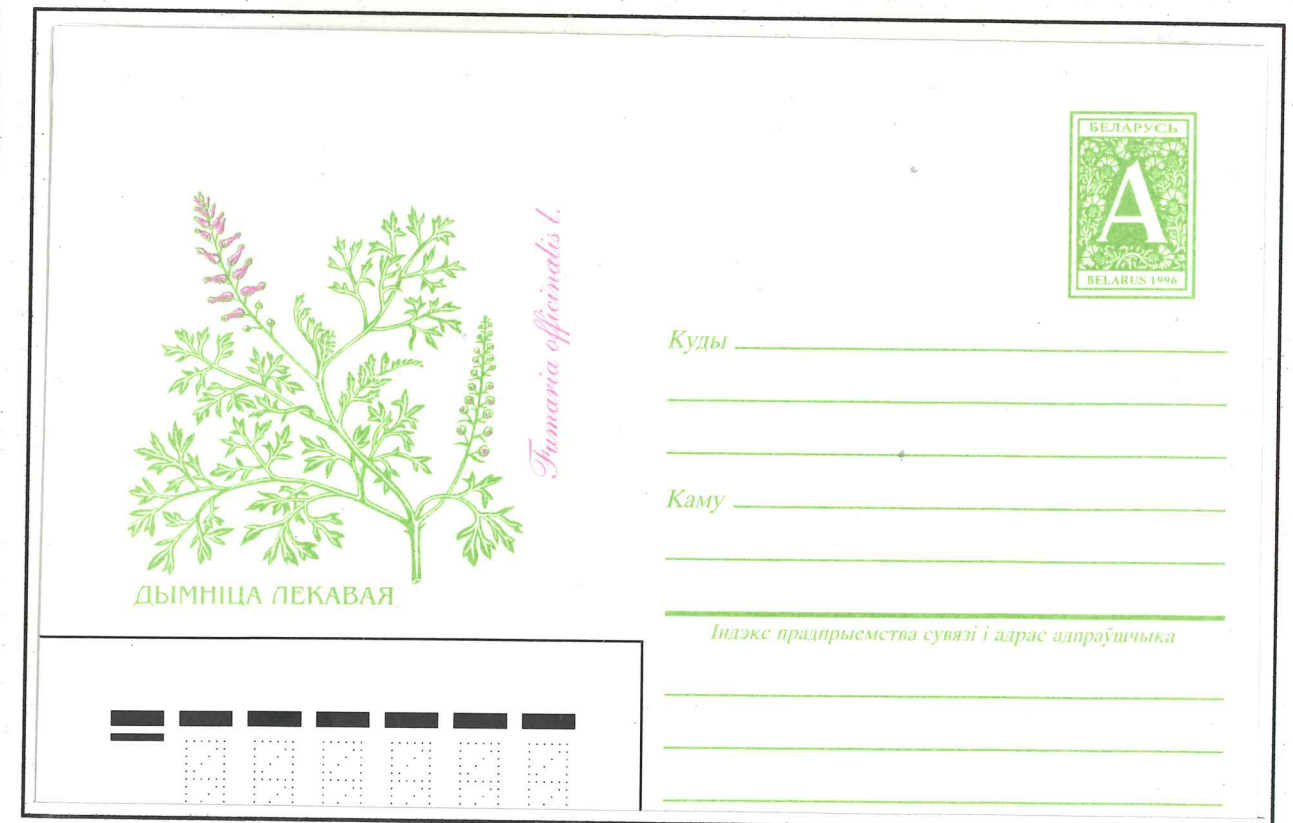 БЕЛАРУСЬ
А
BELARUS 1996
Fumaria officinalis l.
ДЫМНІЦА ЛЕКАВАЯ
Куды
Каму
Індэкс прадпрыемства сувязі і адрас адпраўшчыка